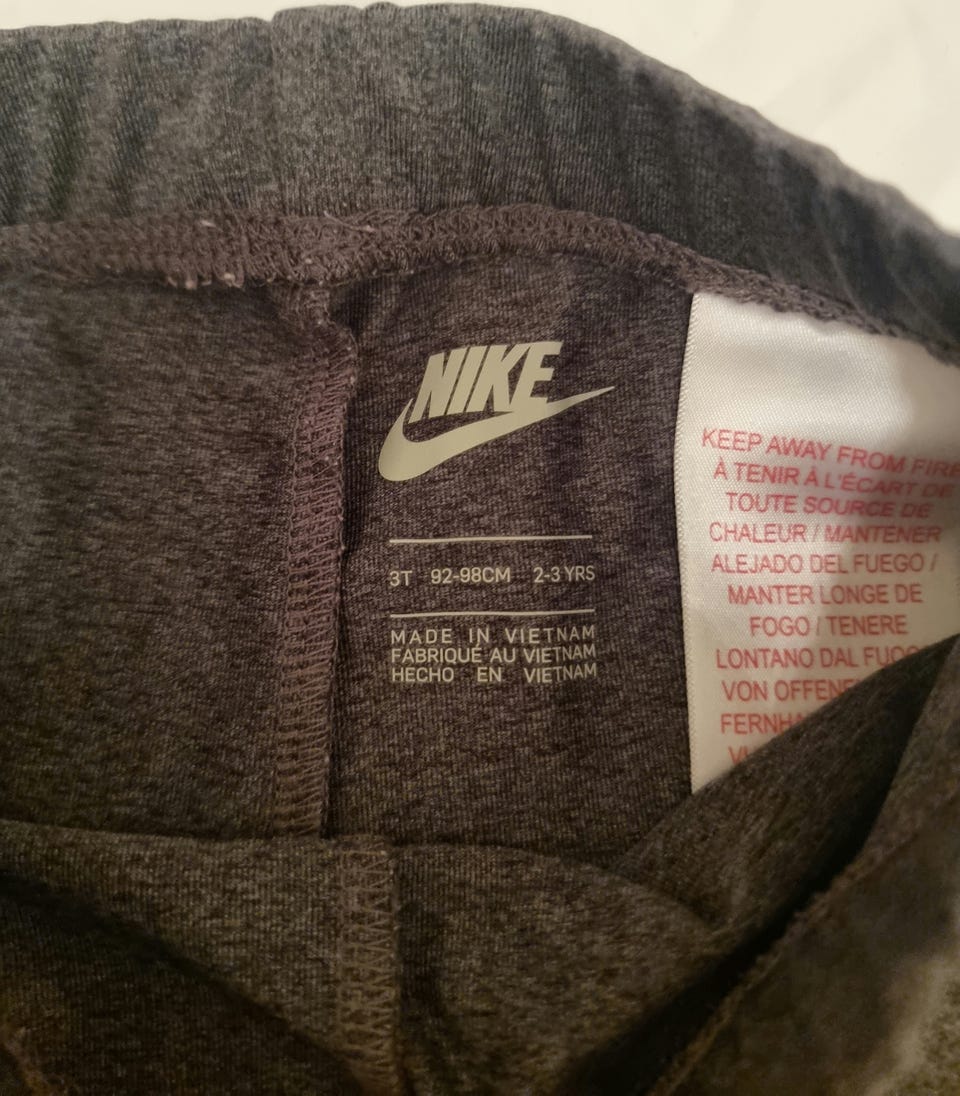 NIKE
3T 92-98CM 2-3 YRS
MADE IN VIETNAM
FABRIQUÉ AU VIETNAM
HECHO EN VIETNAM
KEEP AWAY FROM FIRE
À TENIR À L'ÉCART DE
TOUTE SOURCE DE
CHALEUR / MANTENER
ALEJADO DEL FUEGO /
MANTER LONGE DE
FOGO / TENERE
LONTANO DAL
VON